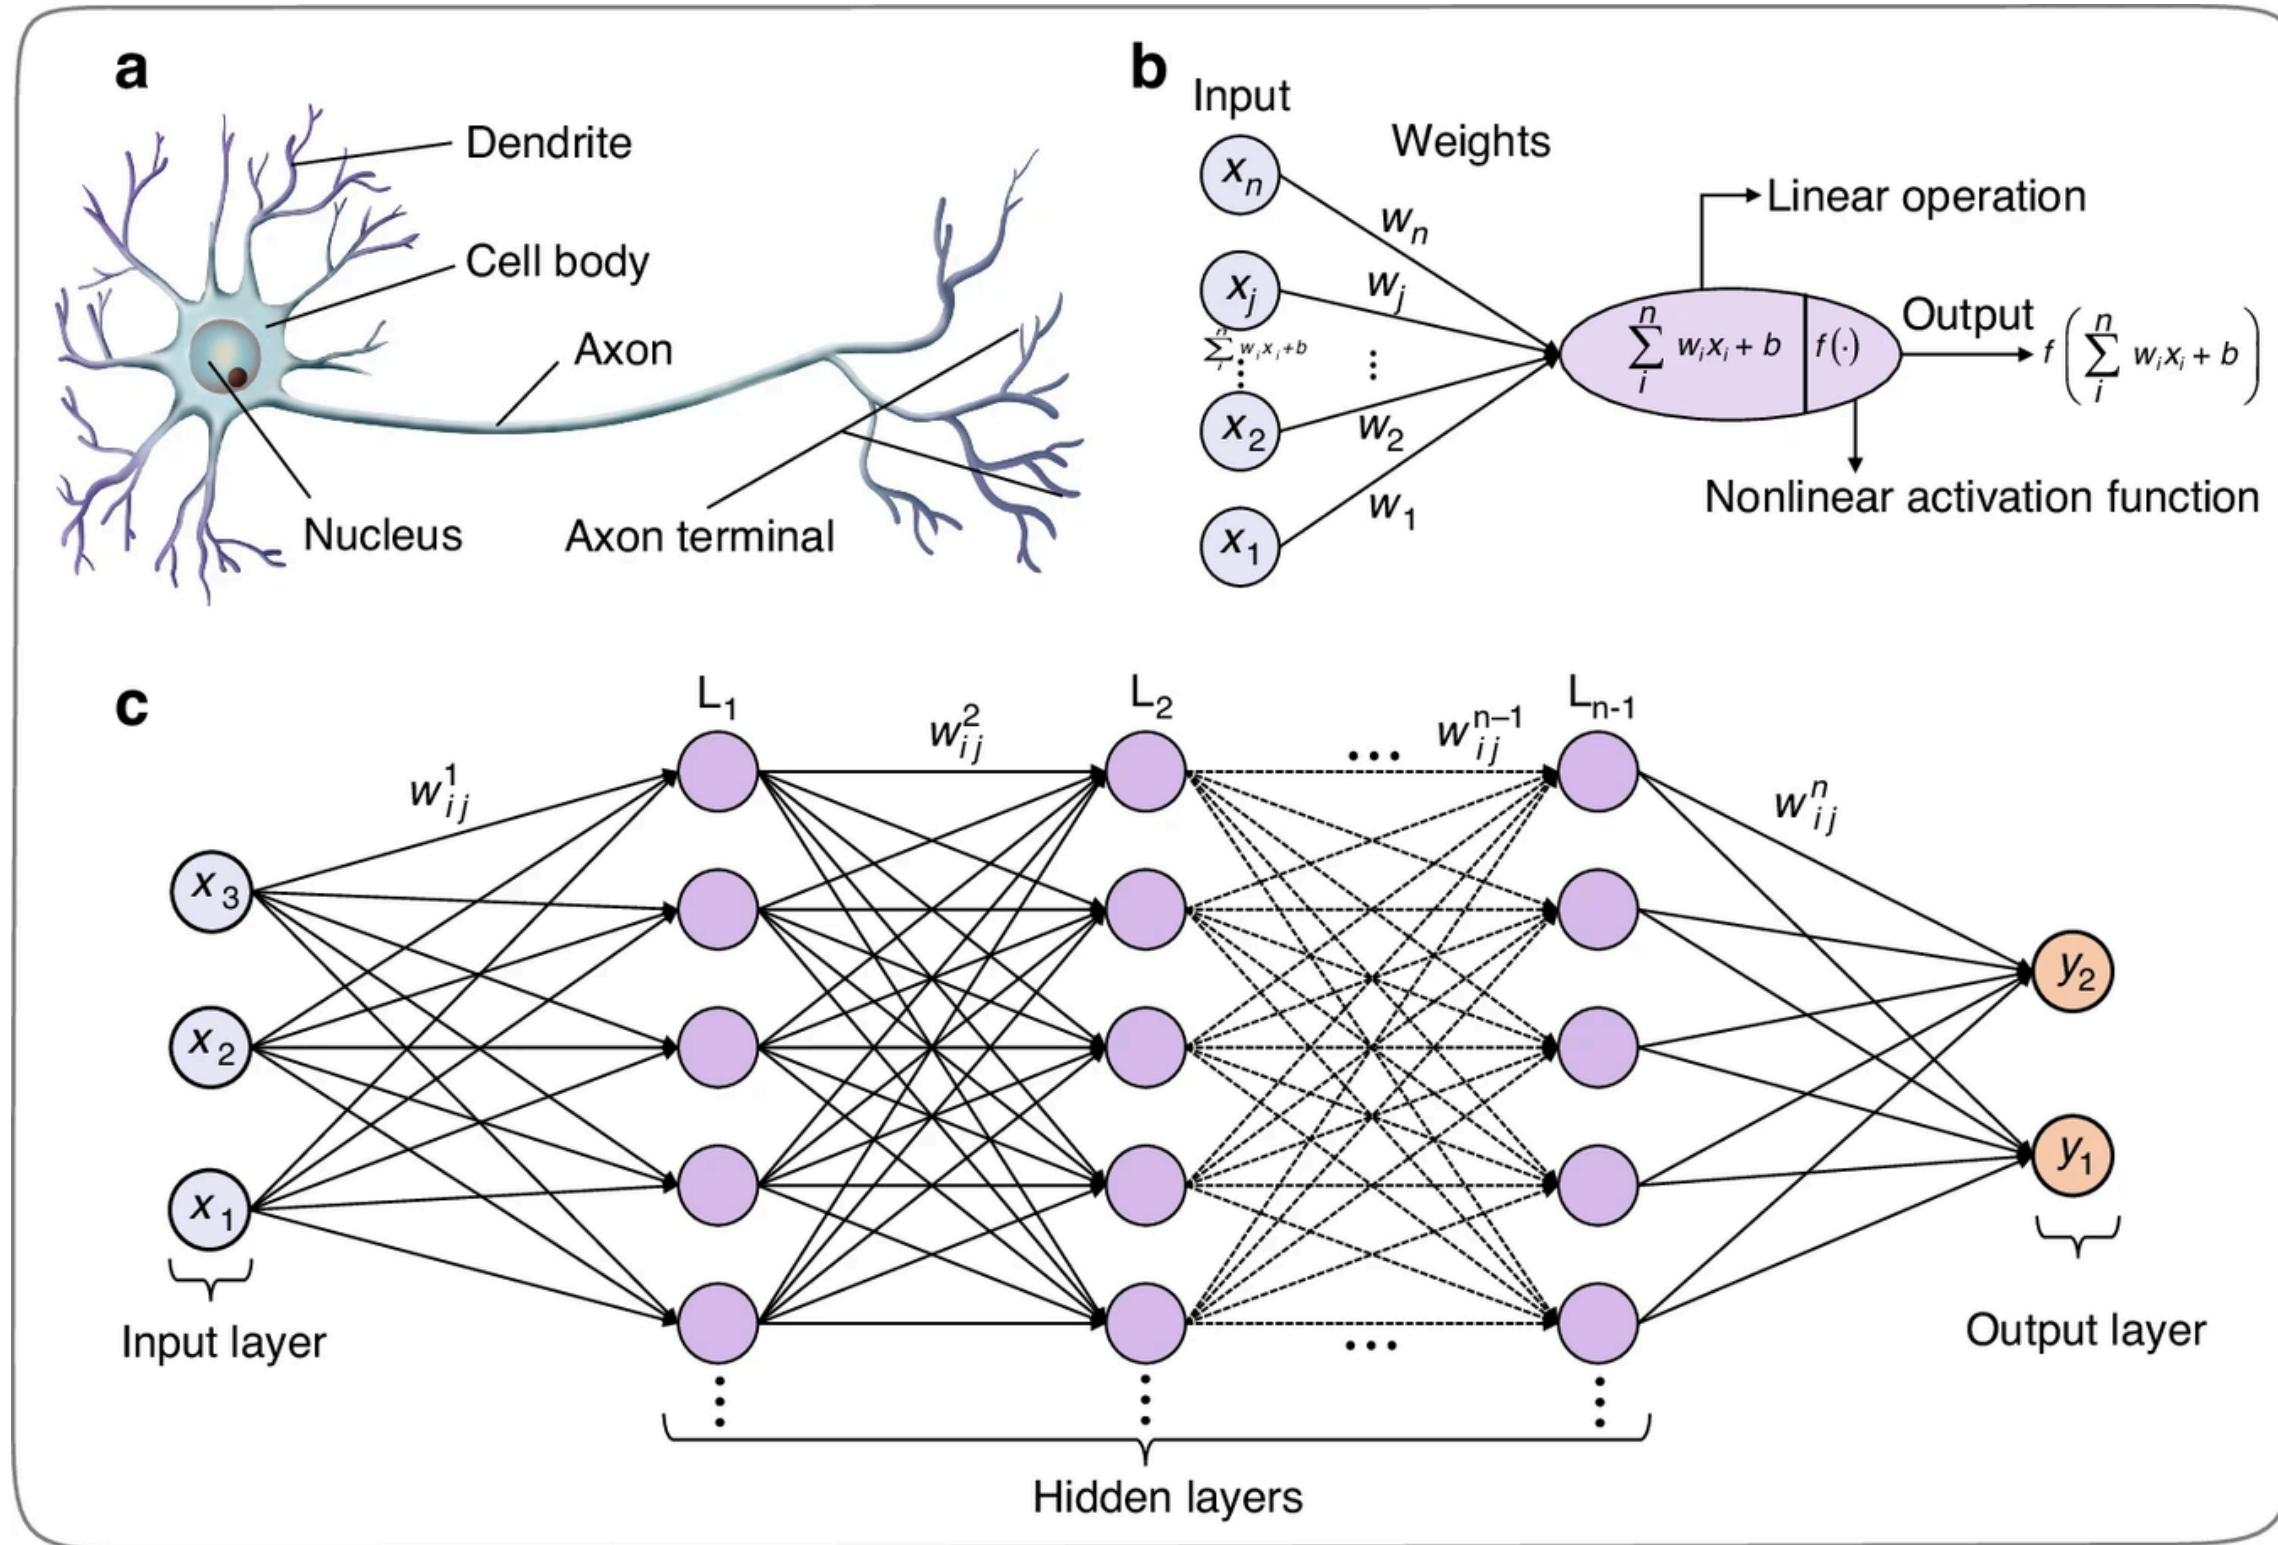 a
Dendrite
Cell body
Axon
Nucleus
Axon terminal
b
Input
Weights
xₙ
wₙ
Linear operation
xⱼ
wⱼ
n
∑ wᵢxᵢ+b
i
⋮
⋮
n
∑ wᵢxᵢ + b
i
f(·)
Output
f ( n
∑ wᵢxᵢ + b
i )
x₂
w₂
Nonlinear activation function
x₁
w₁
c
L₁
L₂
Lₙ₋₁
w¹ᵢⱼ
w²ᵢⱼ
...
wⁿ⁻¹ᵢⱼ
wⁿᵢⱼ
x₃
x₂
x₁
y₂
y₁
Input layer
...
Output layer
⋮
⋮
⋮
Hidden layers